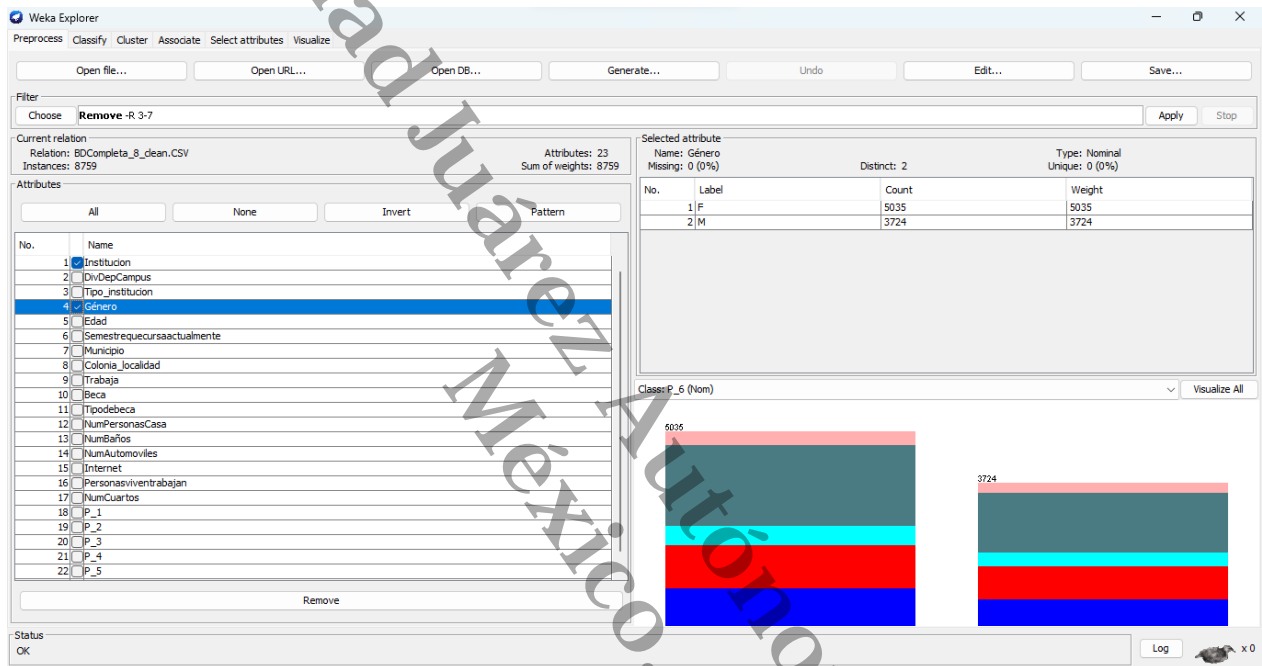 Weka Explorer
Preprocess Classify Cluster Associate Select attributes Visualize
Open file... Open URL... Open DB... Generate... Undo Edit... Save...
Filter
Choose Remove -R 3-7 Apply Stop
Current relation
Relation: BDCompleta_8_clean.CSV Attributes: 23
Instances: 8759 Sum of weights: 8759
Attributes
All None Invert Pattern
No. Name
1 Institucion
2 DivDepCampus
3 Tipo_institucion
4 Género
5 Edad
6 Semestrequecursaactualmente
7 Municipio
8 Colonia_localidad
9 Trabaja
10 Beca
11 Tipodebeca
12 NumPersonasCasa
13 NumBaños
14 NumAutomoviles
15 Internet
16 Personasviventrabajan
17 NumCuartos
18 P_1
19 P_2
20 P_3
21 P_4
22 P_5
Remove
Selected attribute
Name: Género Type: Nominal
Missing: 0 (0%) Distinct: 2 Unique: 0 (0%)
No. Label Count Weight
1 F 5035 5035
2 M 3724 3724
Class: P_6 (Nom) Visualize All
5035
3724
Status
OK
Log x 0
ad Juárez Autóno
México.